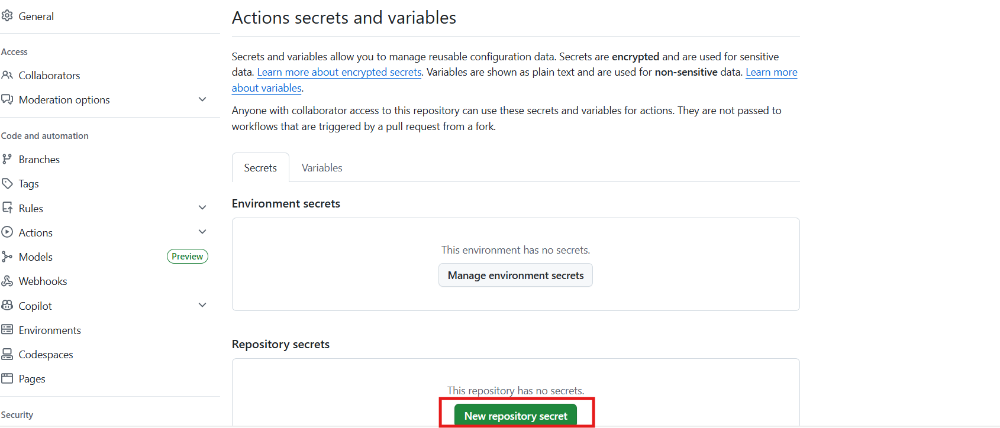 General
Access
Collaborators
Moderation options
Code and automation
Branches
Tags
Rules
Actions
Models
Preview
Webhooks
Copilot
Environments
Codespaces
Pages
Security
Actions secrets and variables
Secrets and variables allow you to manage reusable configuration data. Secrets are encrypted and are used for sensitive
data. Learn more about encrypted secrets. Variables are shown as plain text and are used for non-sensitive data. Learn more
about variables.
Anyone with collaborator access to this repository can use these secrets and variables for actions. They are not passed to
workflows that are triggered by a pull request from a fork.
Secrets
Variables
Environment secrets
This environment has no secrets.
Manage environment secrets
Repository secrets
This repository has no secrets.
New repository secret